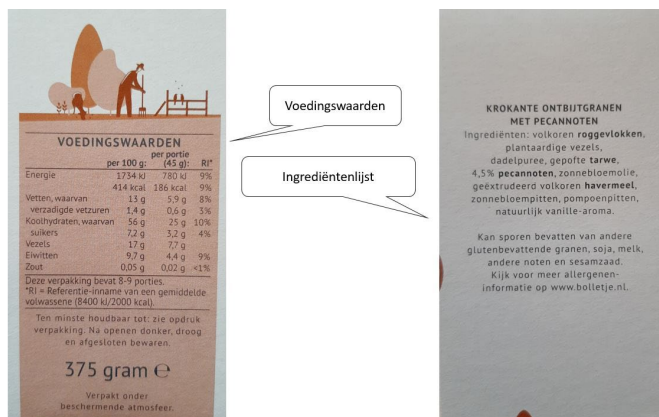 VOEDINGSWAARDEN
per 100 g: per portie (45 g): RI*
Energie 1734 kJ 780 kJ 9%
414 kcal 186 kcal 9%
Vetten, waarvan 13 g 5,9 g 8%
verzadigde vetzuren 1,4 g 0,6 g 3%
Koolhydraten, waarvan 56 g 25 g 10%
suikers 7,2 g 3,2 g 4%
Vezels 17 g 7,7 g
Eiwitten 9,7 g 4,4 g 9%
Zout 0,05 g 0,02 g <1%
Deze verpakking bevat 8-9 porties.
*RI = Referentie-inname van een gemiddelde
volwassene (8400 kJ/2000 kcal).
Ten minste houdbaar tot: zie opdruk
verpakking. Na openen donker, droog
en afgesloten bewaren.
375 gram ℮
Verpakt onder
beschermende atmosfeer.
Voedingswaarden
Ingrediëntenlijst
KROKANTE ONTBIJTGRANEN
MET PECANNOTEN
Ingrediënten: volkoren roggevlokken,
plantaardige vezels,
dadelpuree, gepofte tarwe,
4,5% pecannoten, zonnebloemolie,
geëxtrudeerd volkoren havermeel,
zonnebloempitten, pompoenpitten,
natuurlijk vanille-aroma.
Kan sporen bevatten van andere
glutenbevattende granen, soja, melk,
andere noten en sesamzaad.
Kijk voor meer allergenen-
informatie op www.bolletje.nl.